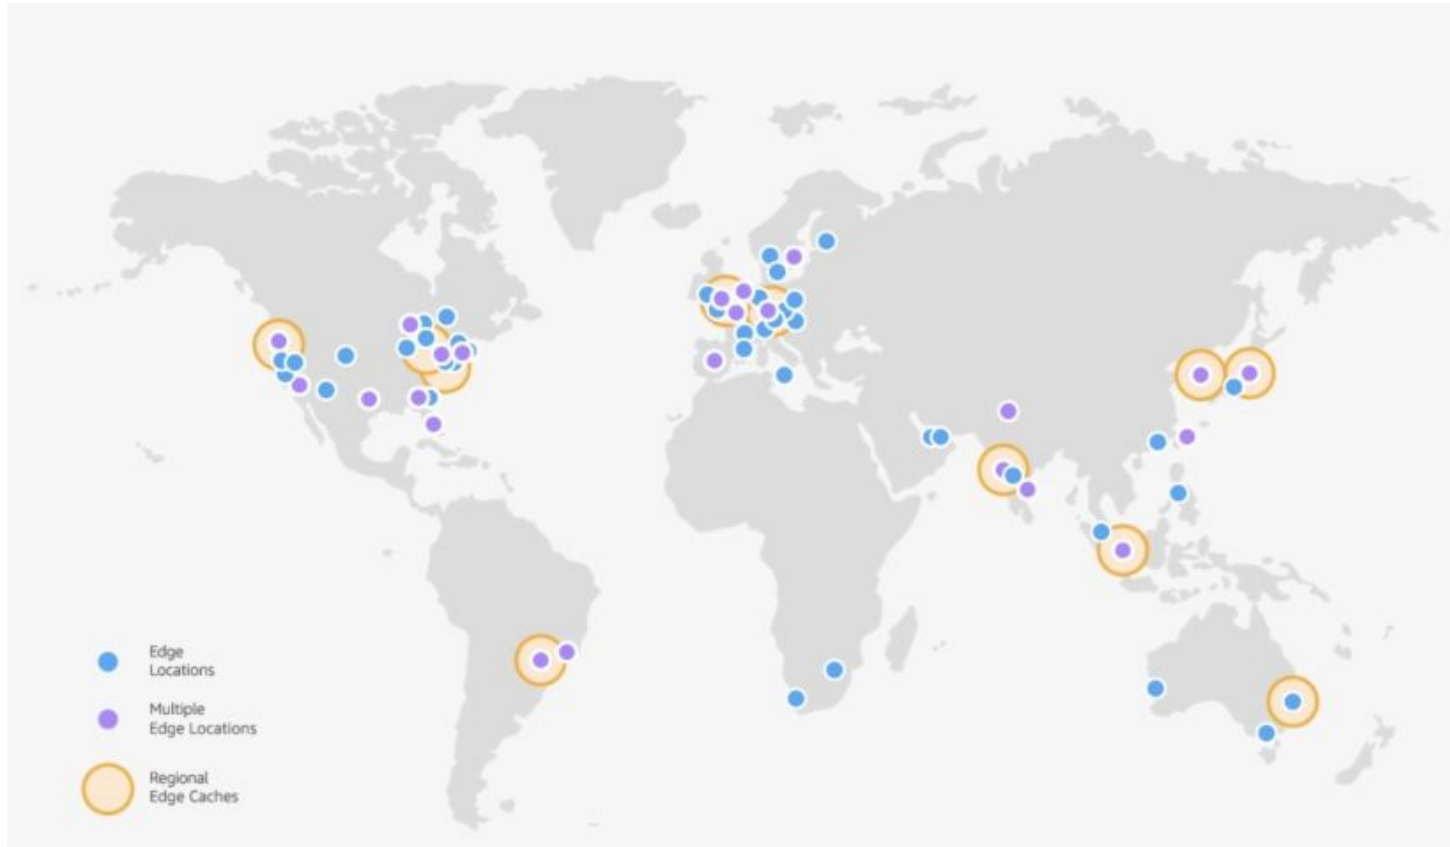 Edge
Locations
Multiple
Edge Locations
Regional
Edge Caches